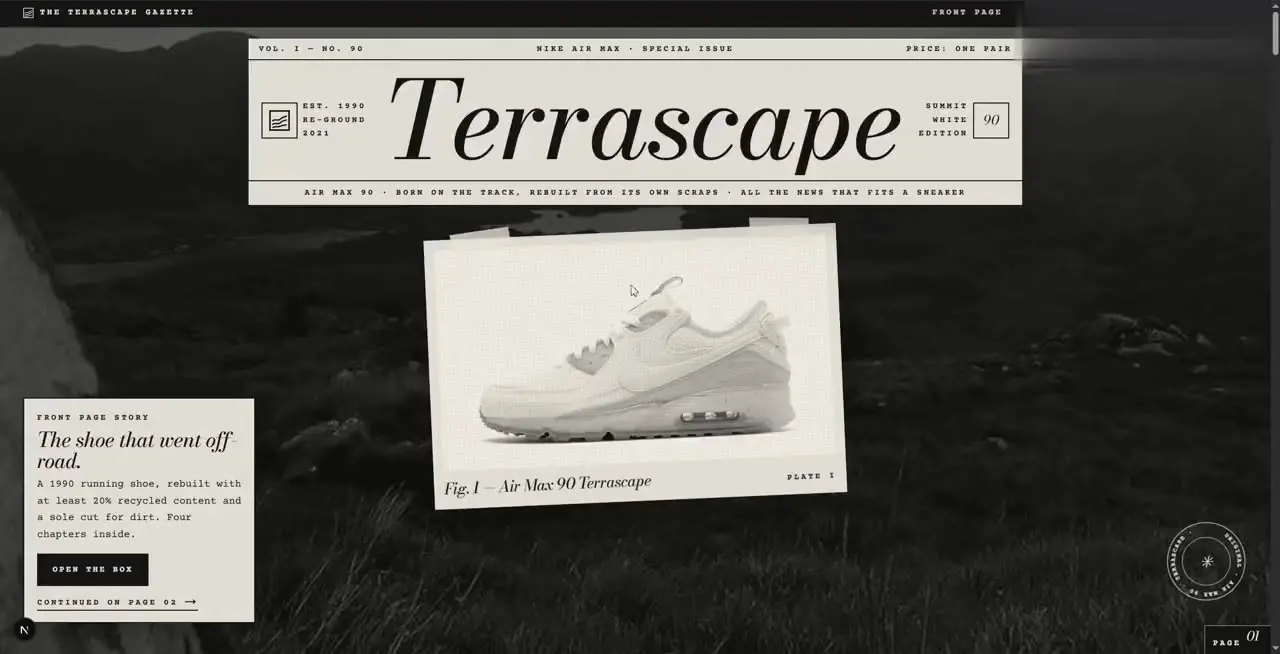 THE TERRASCAPE GAZETTE
FRONT PAGE
VOL. I — NO. 90
NIKE AIR MAX · SPECIAL ISSUE
PRICE: ONE PAIR
EST. 1990
RE-GROUND
2021
Terrascape
SUMMIT
WHITE
EDITION
90
AIR MAX 90 · BORN ON THE TRACK, REBUILT FROM ITS OWN SCRAPS · ALL THE NEWS THAT FITS A SNEAKER
Fig. 1 — Air Max 90 Terrascape
PLATE I
FRONT PAGE STORY
The shoe that went off-
road.
A 1990 running shoe, rebuilt with
at least 20% recycled content and
a sole cut for dirt. Four
chapters inside.
OPEN THE BOX
CONTINUED ON PAGE 02 →
N
ORIGINAL · AIR MAX 90 · TERRASCAPE ·
PAGE 01